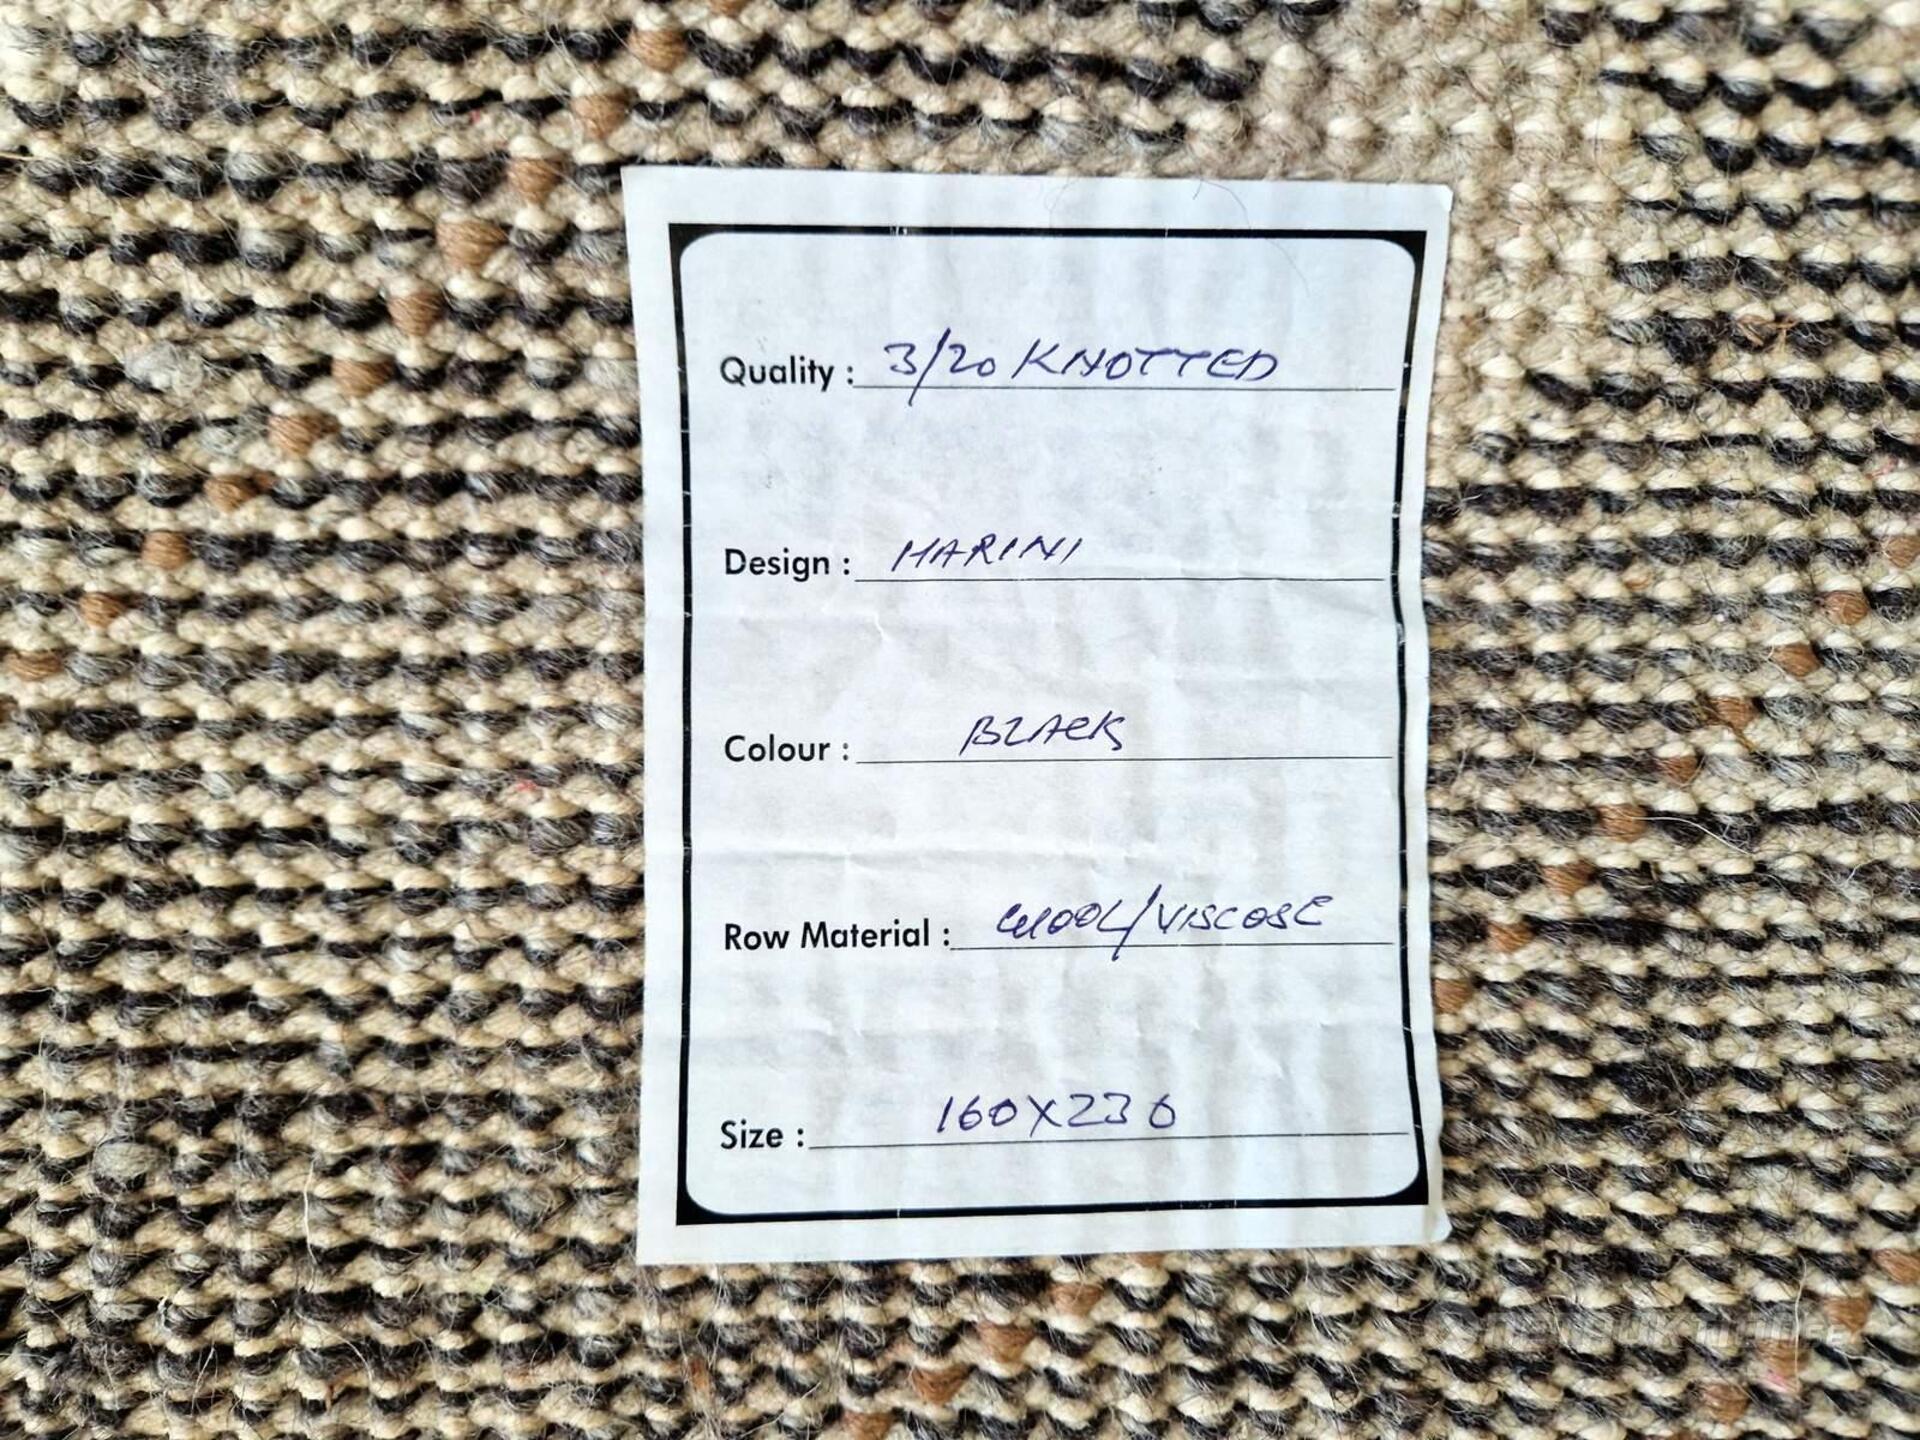 Quality : 3/20 KNOTTED
Design : MARINI
Colour : BLACK
Row Material : WOOL/VISCOSE
Size : 160X230